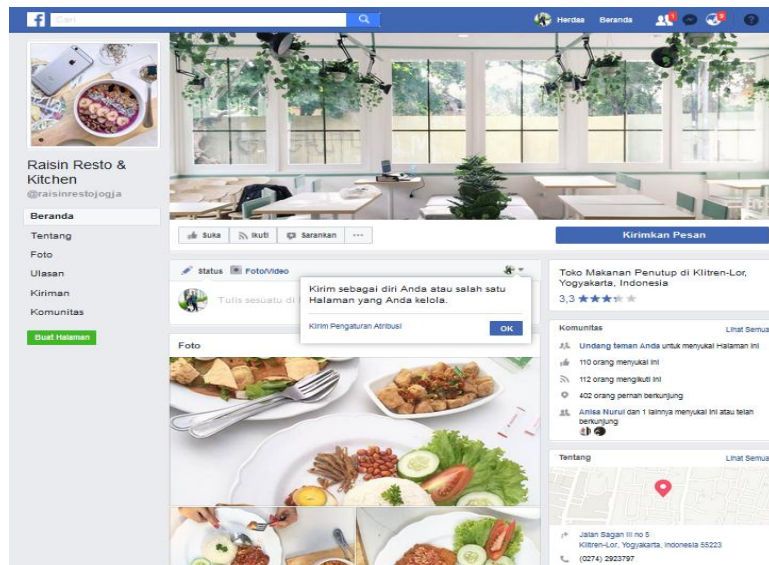 f
Cari
Herdaa Beranda
Raisin Resto &
Kitchen
@raisinrestojogja
Beranda
Tentang
Foto
Ulasan
Kiriman
Komunitas
Buat Halaman
Suka Ikuti Sarankan ...
Kirimkan Pesan
Status Foto/Video
Tulis sesuatu di
Kirim sebagai diri Anda atau salah satu
Halaman yang Anda kelola.
Kirim Pengaturan Atribusi
OK
Foto
Toko Makanan Penutup di Klitren-Lor,
Yogyakarta, Indonesia
3,3
Komunitas Lihat Semua
Undang teman Anda untuk menyukai Halaman ini
110 orang menyukai ini
112 orang mengikuti ini
402 orang pernah berkunjung
Anisa Nurul dan 1 lainnya menyukai ini atau telah
berkunjung
Tentang Lihat Semua
Jalan Sagan III no 5
Klitren-Lor, Yogyakarta, Indonesia 55223
(0274) 2923797